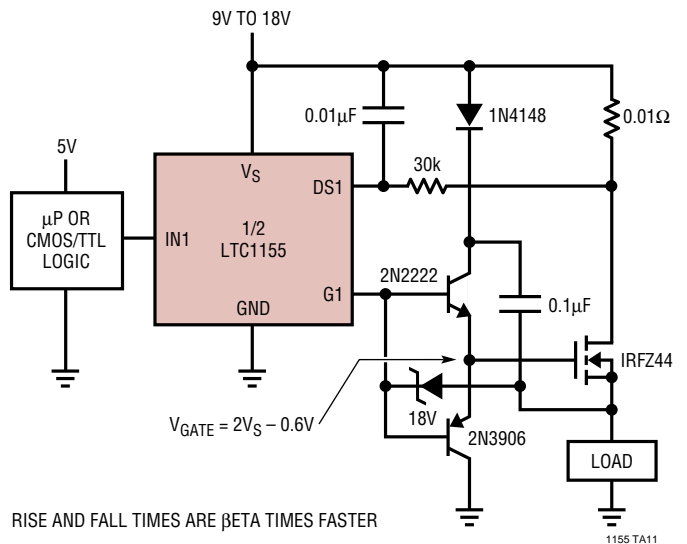 9V TO 18V
0.01µF
1N4148
0.01Ω
5V
30k
VS
DS1
µP OR
CMOS/TTL
LOGIC
IN1
1/2
LTC1155
2N2222
G1
0.1µF
GND
IRFZ44
18V
VGATE = 2VS – 0.6V
2N3906
LOAD
RISE AND FALL TIMES ARE βETA TIMES FASTER
1155 TA11